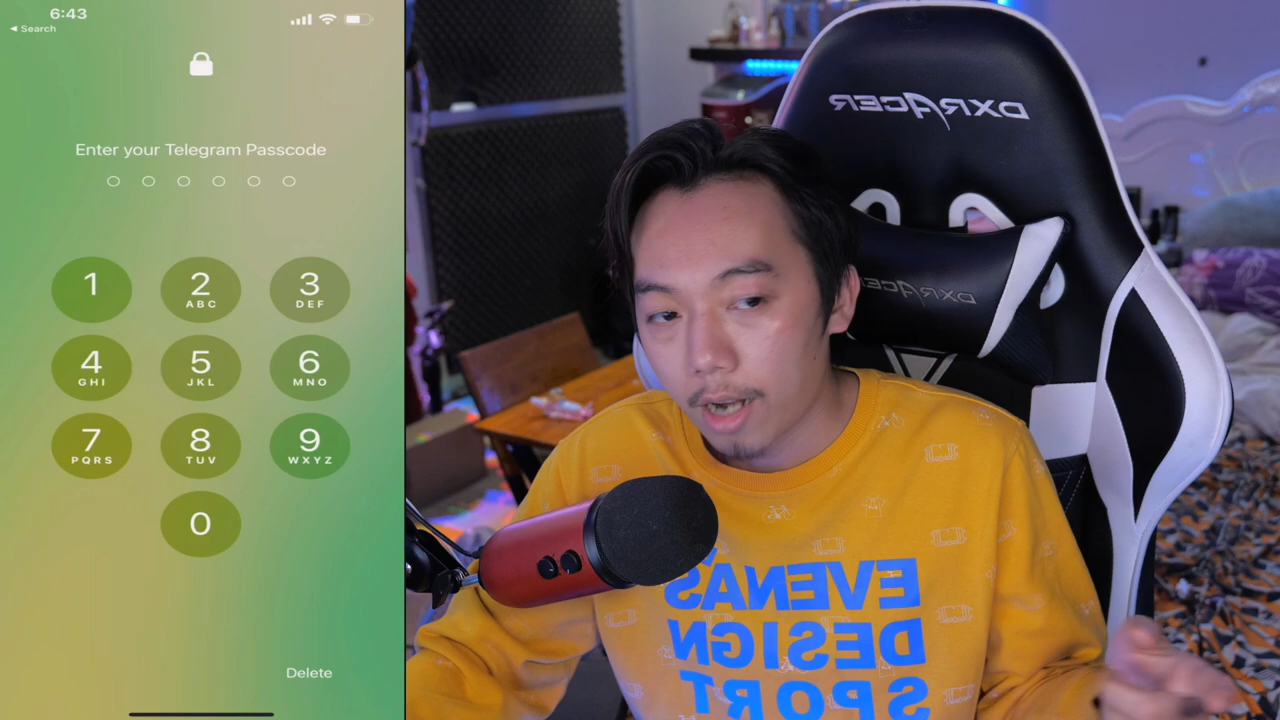 6:43
◀ Search
Enter your Telegram Passcode
1
2
ABC
3
DEF
4
GHI
5
JKL
6
MNO
7
PQRS
8
TUV
9
WXYZ
0
Delete
DXRACER
DXRACER
EVENAS
DESIGN
SPORT